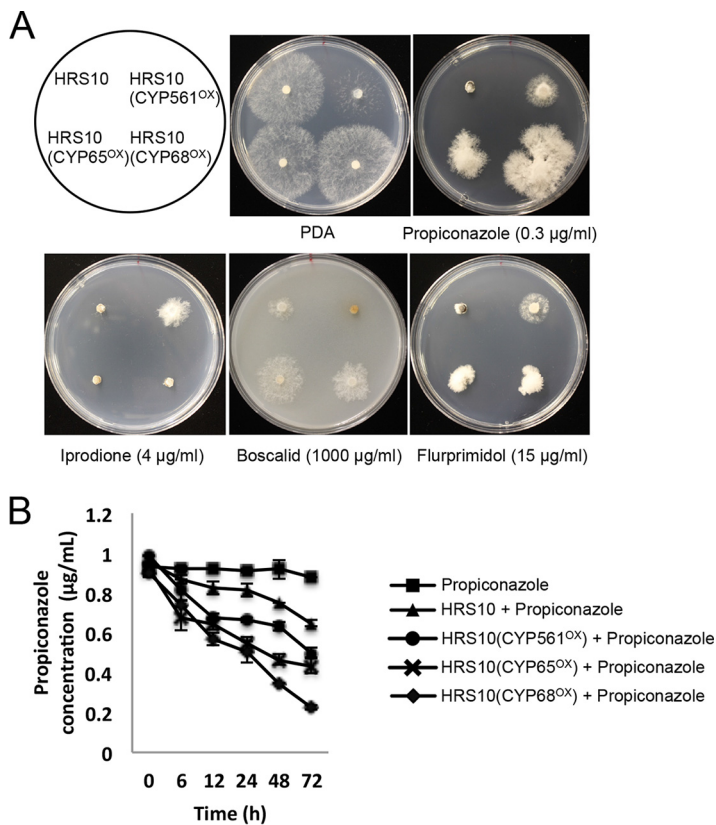 A
HRS10 HRS10
(CYP561ᴼˣ)
HRS10 HRS10
(CYP65ᴼˣ)(CYP68ᴼˣ)
PDA
Propiconazole (0.3 µg/ml)
Iprodione (4 µg/ml)
Boscalid (1000 µg/ml)
Flurprimidol (15 µg/ml)
B
Propiconazole
concentration (µg/mL)
1.2
1
0.8
0.6
0.4
0.2
0
0 6 12 24 48 72
Time (h)
Propiconazole
HRS10 + Propiconazole
HRS10(CYP561ᴼˣ) + Propiconazole
HRS10(CYP65ᴼˣ) + Propiconazole
HRS10(CYP68ᴼˣ) + Propiconazole